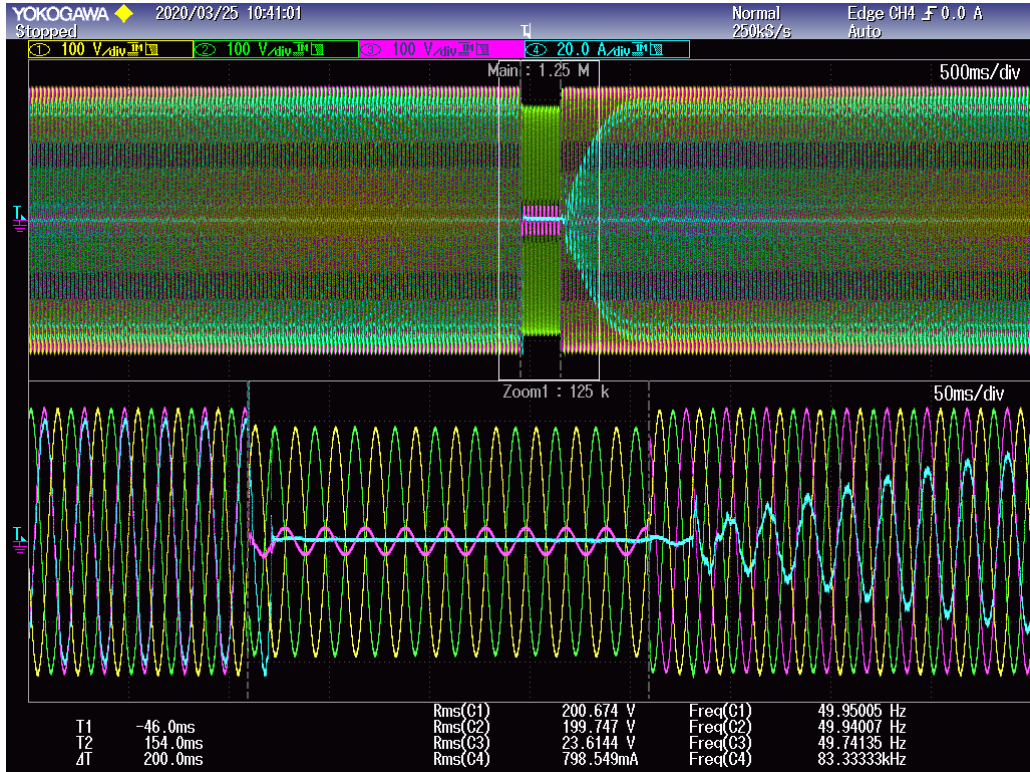 YOKOGAWA 2020/03/25 10:41:01 Normal Edge CH4 0.0 A
Stopped 250kS/s Auto
1 100 V/div 1M 2 100 V/div 1M 3 100 V/div 1M 4 20.0 A/div 1M
Main : 1.25 M 500ms/div
T
Zoom1 : 125 k 50ms/div
T
Rms(C1) 200.674 V Freq(C1) 49.95005 Hz
T1 -46.0ms Rms(C2) 199.747 V Freq(C2) 49.94007 Hz
T2 154.0ms Rms(C3) 23.6144 V Freq(C3) 49.74135 Hz
ΔT 200.0ms Rms(C4) 798.549mA Freq(C4) 83.33333kHz